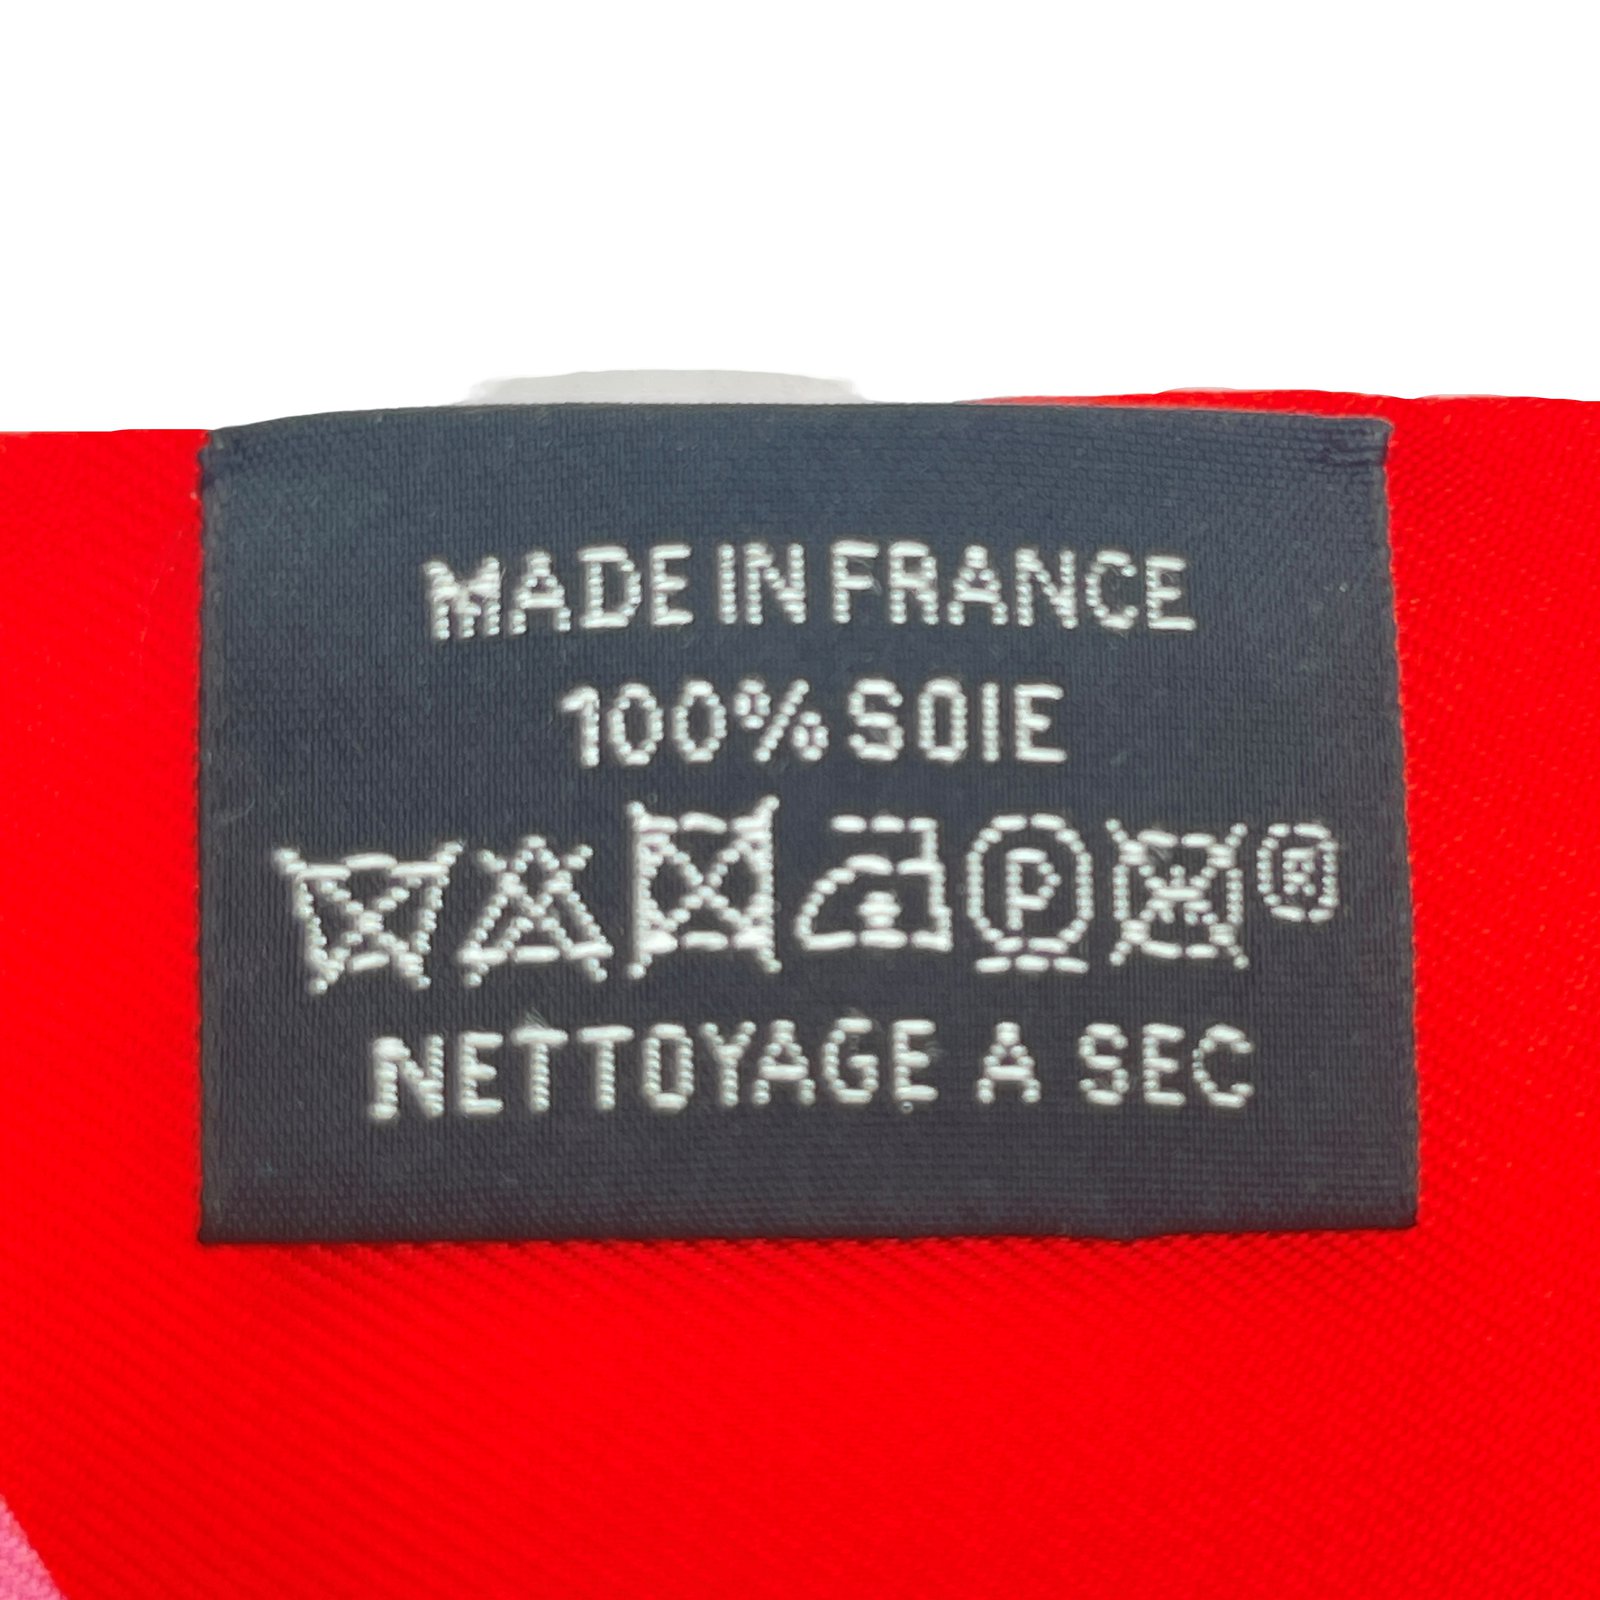 MADE IN FRANCE
100% SOIE
P ®
NETTOYAGE A SEC